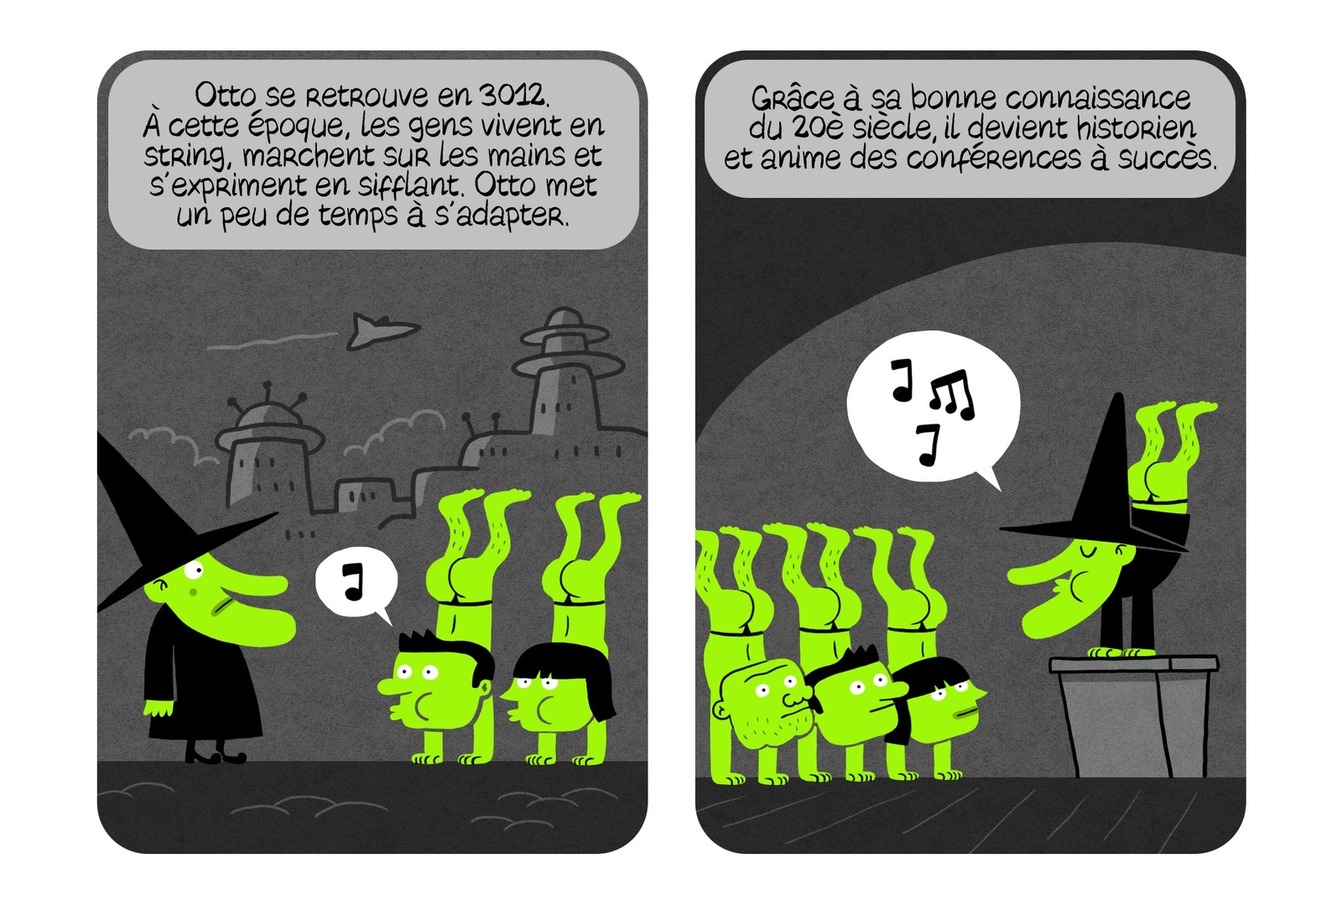 Otto se retrouve en 3012.
À cette époque, les gens vivent en
string, marchent sur les mains et
s'expriment en sifflant. Otto met
un peu de temps à s'adapter.
Grâce à sa bonne connaissance
du 20è siècle, il devient historien
et anime des conférences à succès.